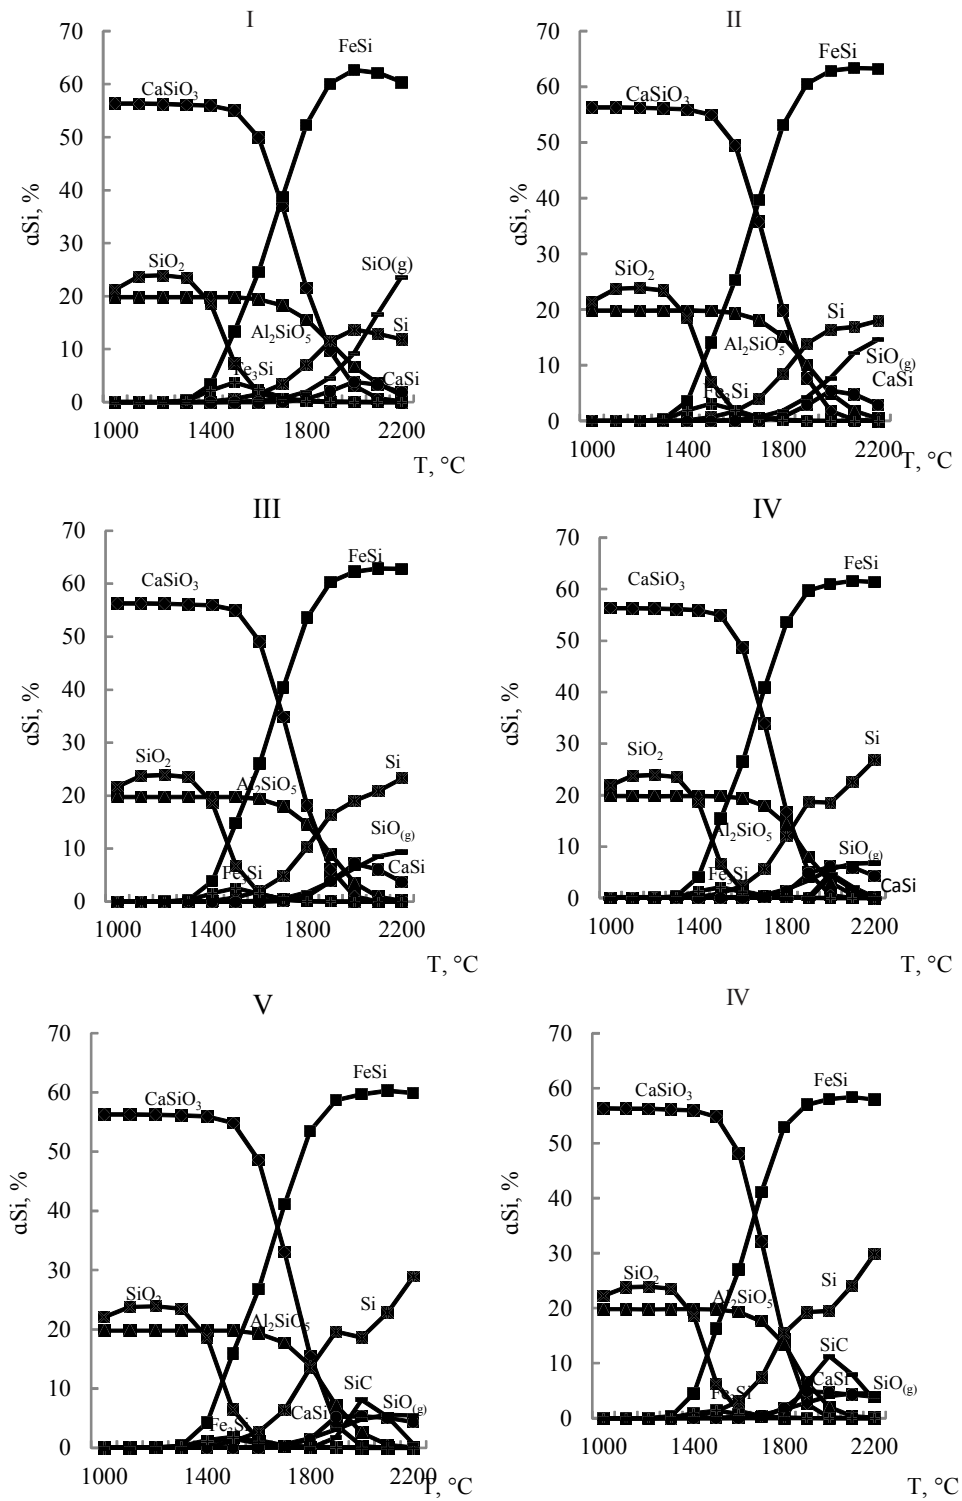 I
70
60
50
40
30
20
10
0
αSi, %
1000
1400
1800
2200
T, °C
CaSiO3
FeSi
SiO2
Al2SiO5
Fe3Si
SiO(g)
Si
CaSi
II
70
60
50
40
30
20
10
0
αSi, %
1000
1400
1800
2200
T, °C
CaSiO3
FeSi
SiO2
Al2SiO5
Fe3Si
Si
SiO(g)
CaSi
III
70
60
50
40
30
20
10
0
αSi, %
1000
1400
1800
2200
T, °C
CaSiO3
FeSi
SiO2
Al2SiO5
Fe3Si
Si
SiO(g)
CaSi
IV
70
60
50
40
30
20
10
0
αSi, %
1000
1400
1800
2200
T, °C
CaSiO3
FeSi
SiO2
Al2SiO5
Fe3Si
Si
SiO(g)
CaSi
V
70
60
50
40
30
20
10
0
αSi, %
1000
1400
1800
2200
T, °C
CaSiO3
FeSi
SiO2
Al2SiO5
Fe3Si
Si
SiC
CaSi
SiO(g)
IV
70
60
50
40
30
20
10
0
αSi, %
1000
1400
1800
2200
T, °C
CaSiO3
FeSi
SiO2
Al2SiO5
Fe3Si
Si
SiC
CaSi
SiO(g)